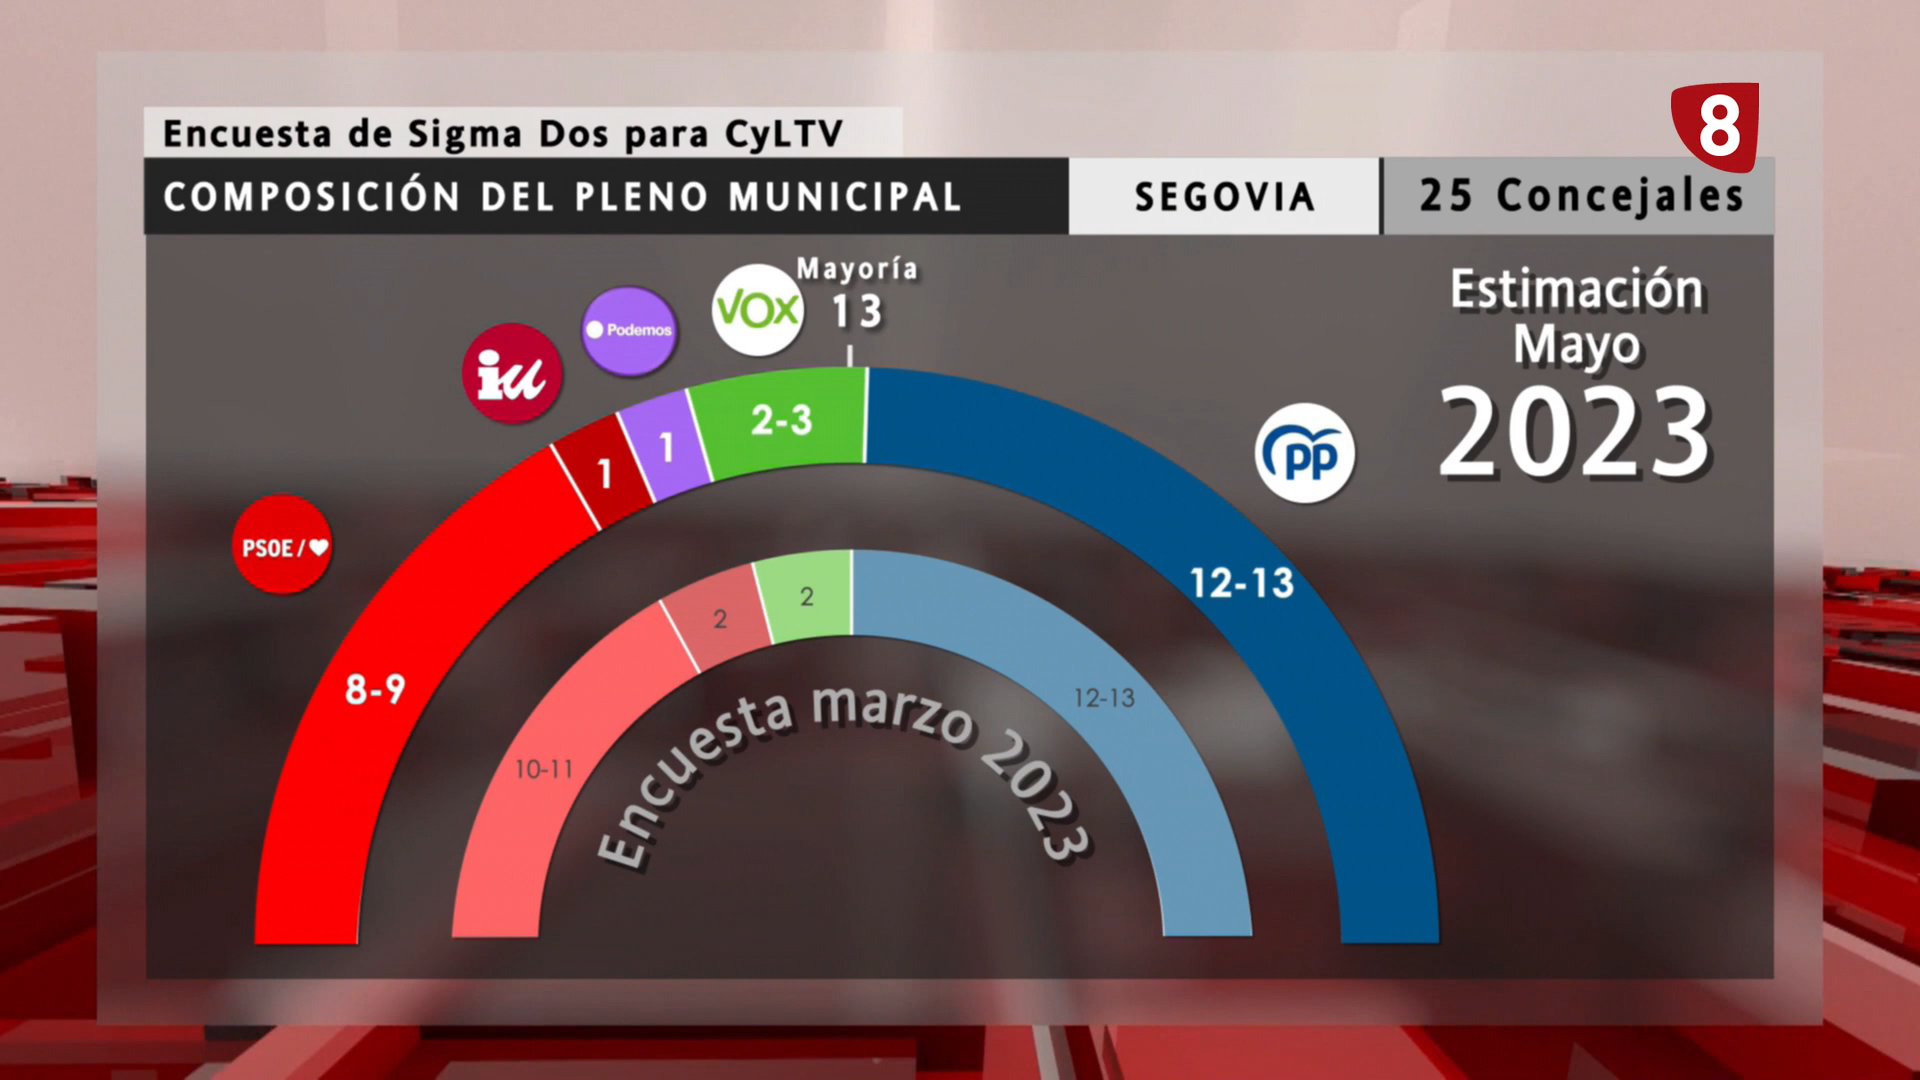 8
Encuesta de Sigma Dos para CyLTV
COMPOSICIÓN DEL PLENO MUNICIPAL
SEGOVIA
25 Concejales
Estimación
Mayo
2023
Mayoría
13
VOX
Podemos
iu
PP
PSOE/
2-3
1
1
12-13
8-9
2
2
12-13
10-11
Encuesta marzo 2023